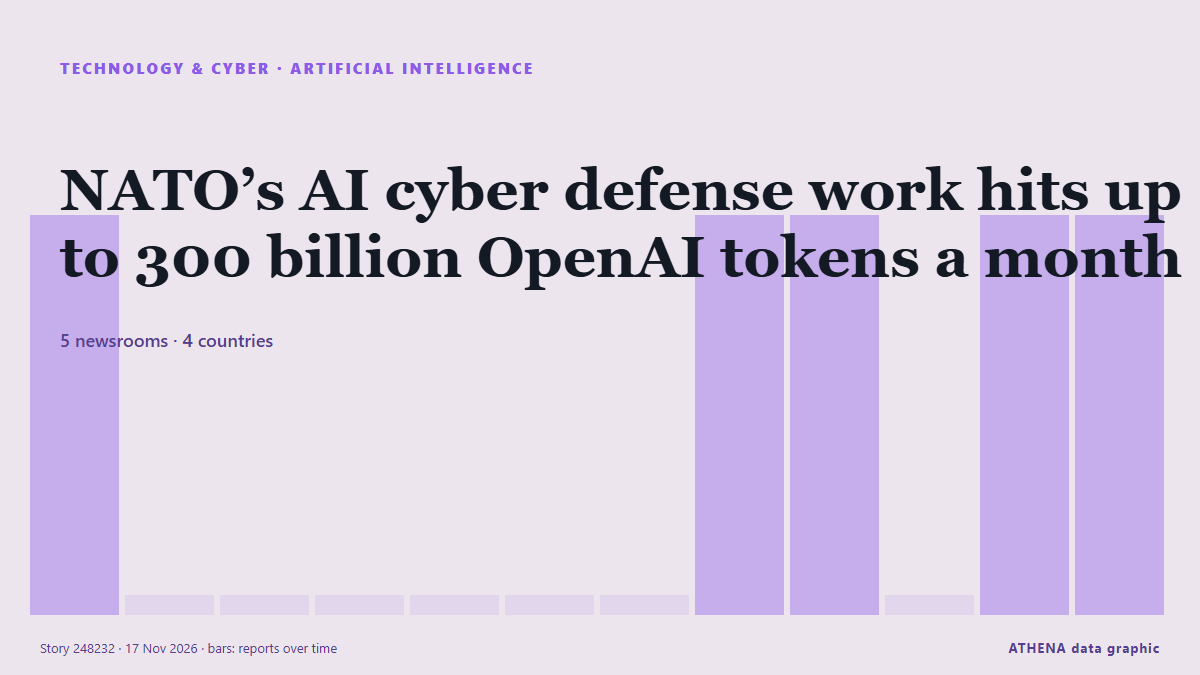 TECHNOLOGY & CYBER · ARTIFICIAL INTELLIGENCE
NATO’s AI cyber defense work hits up
to 300 billion OpenAI tokens a month
5 newsrooms · 4 countries
Story 248232 · 17 Nov 2026 · bars: reports over time
ATHENA data graphic